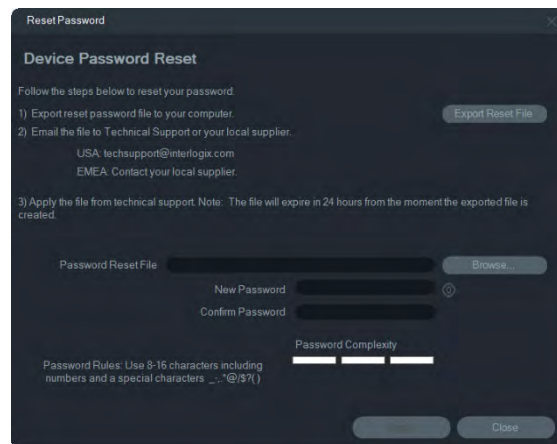 Reset Password
Device Password Reset
Follow the steps below to reset your password.
1) Export reset password file to your computer.
Export Reset File
2) Email the file to Technical Support or your local supplier.
USA: techsupport@interlogix.com
EMEA: Contact your local supplier.
3) Apply the file from technical support. Note: The file will expire in 24 hours from the moment the exported file is
created.
Password Reset File
Browse...
New Password
Confirm Password
Password Complexity
Password Rules: Use 8-16 characters including
numbers and a special characters _-:,."@/$?()
Close